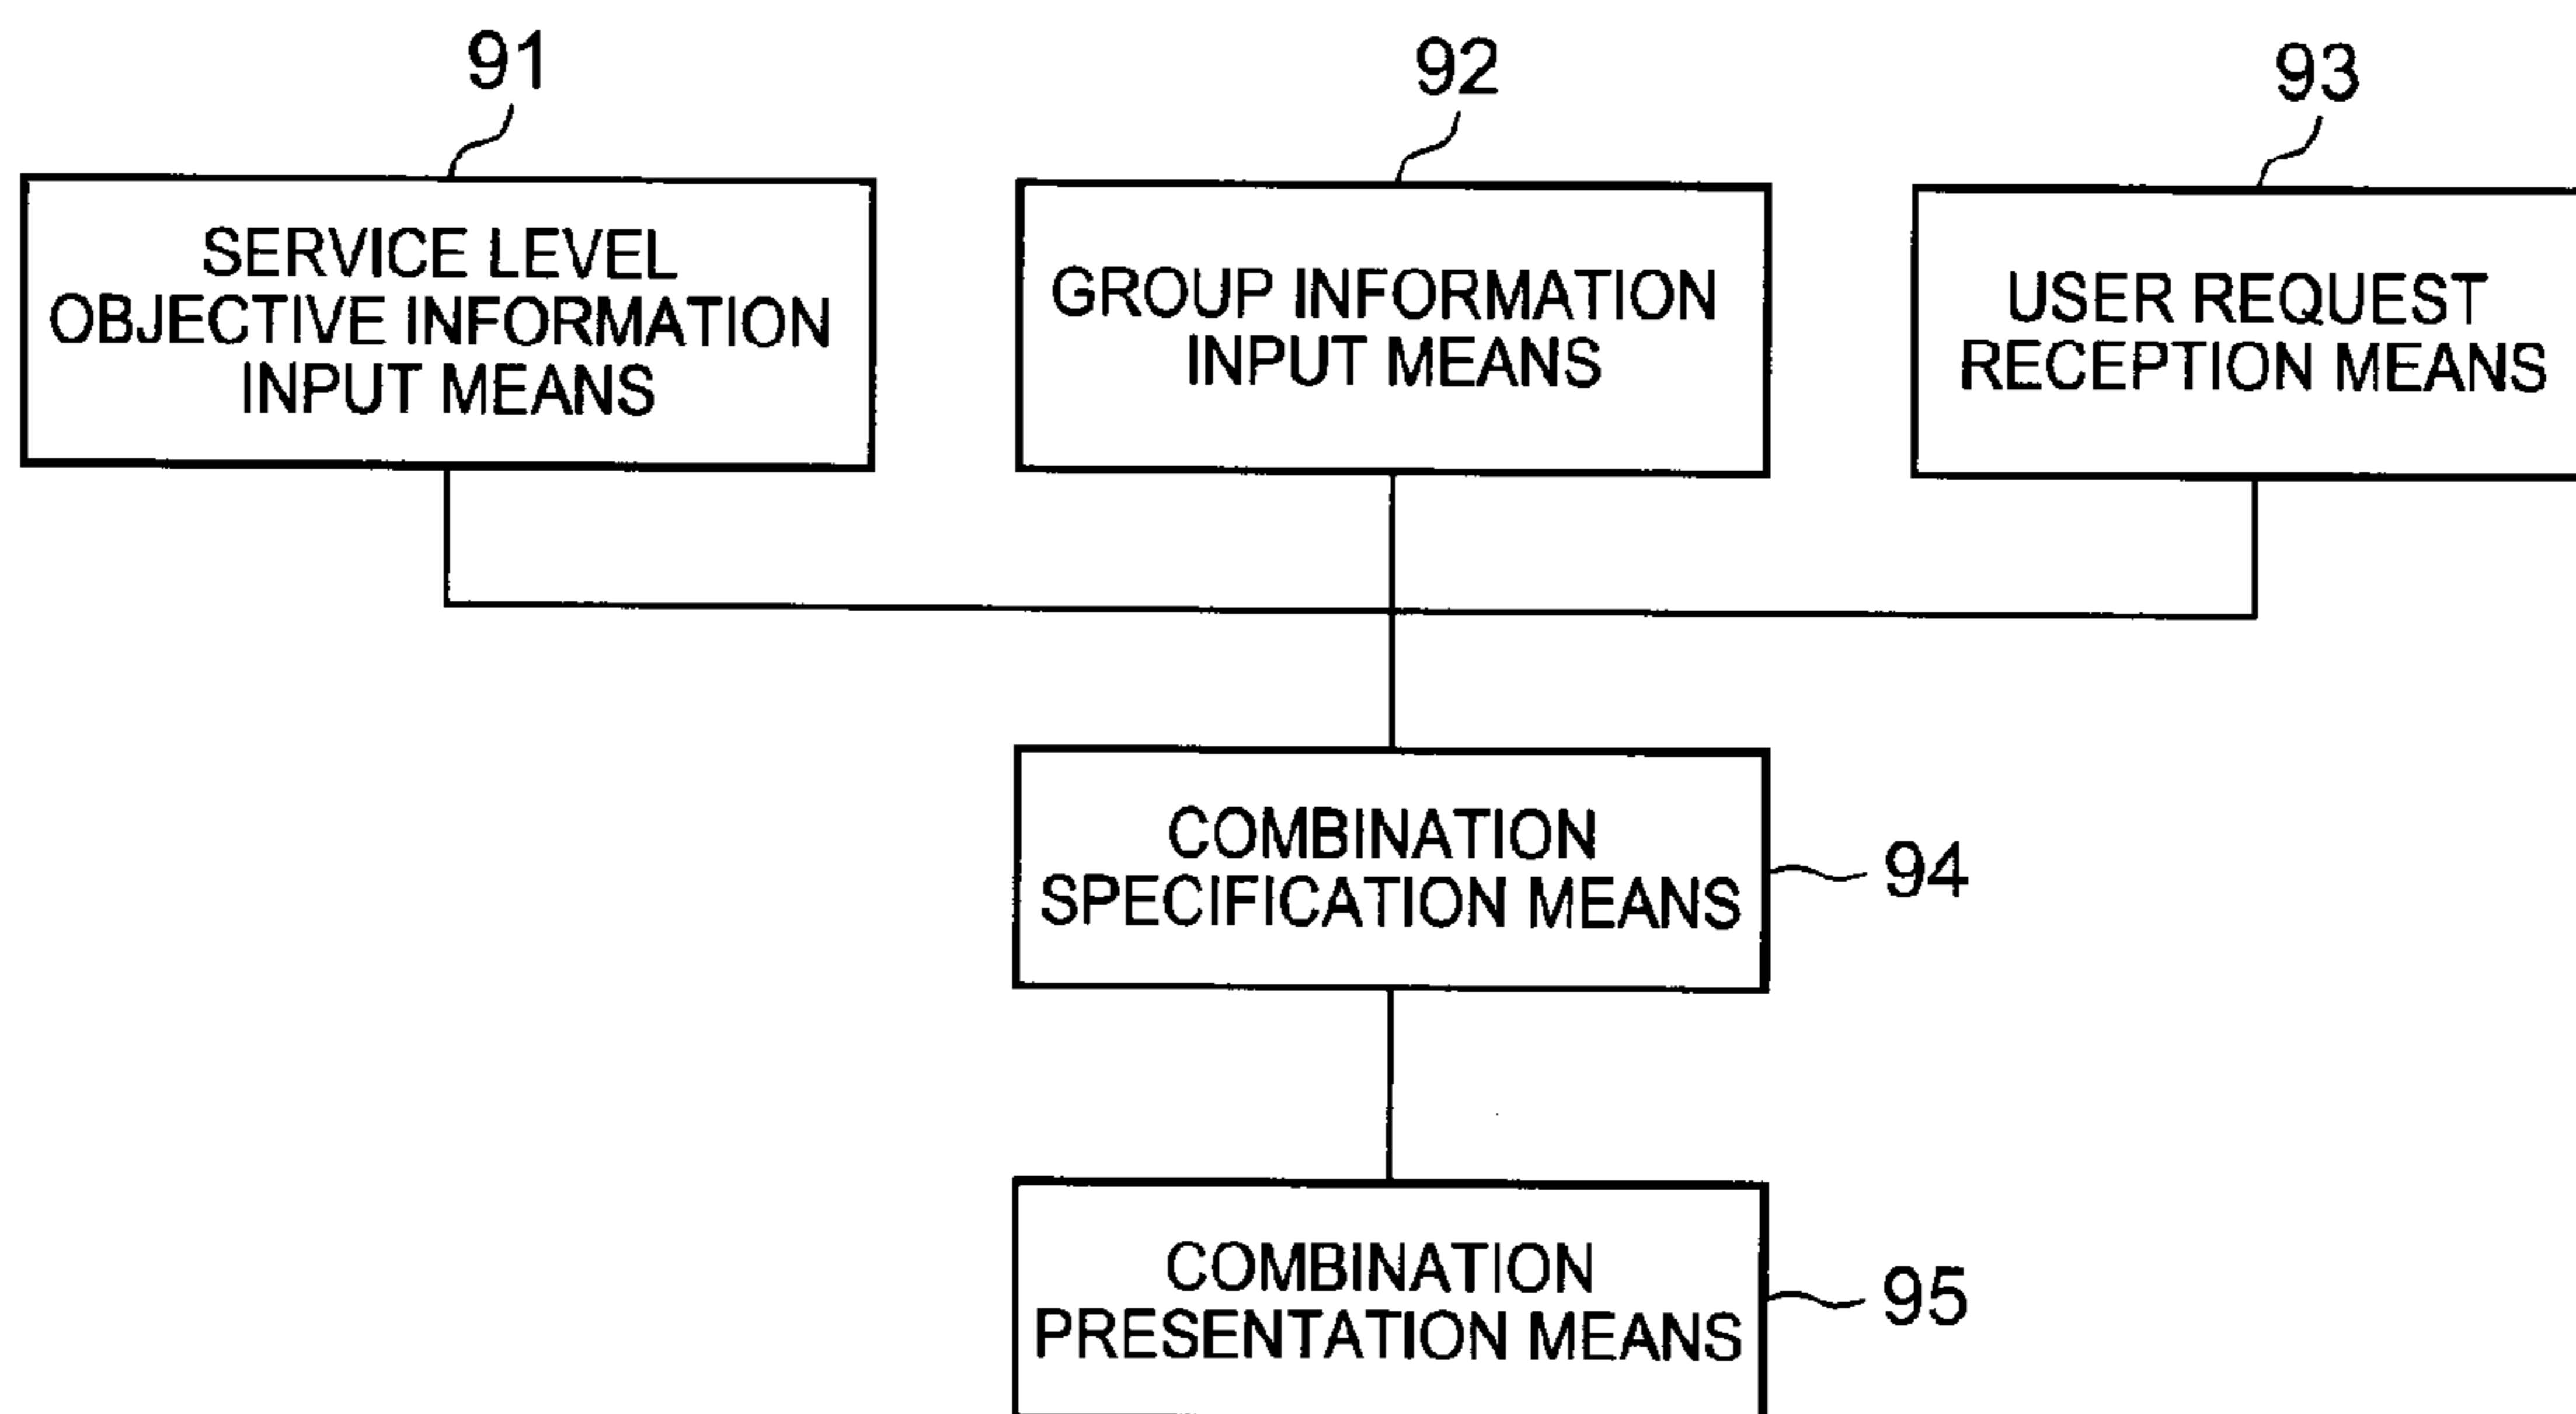 91
92
93
SERVICE LEVEL
OBJECTIVE INFORMATION
INPUT MEANS
GROUP INFORMATION
INPUT MEANS
USER REQUEST
RECEPTION MEANS
COMBINATION
SPECIFICATION MEANS
94
COMBINATION
PRESENTATION MEANS
95